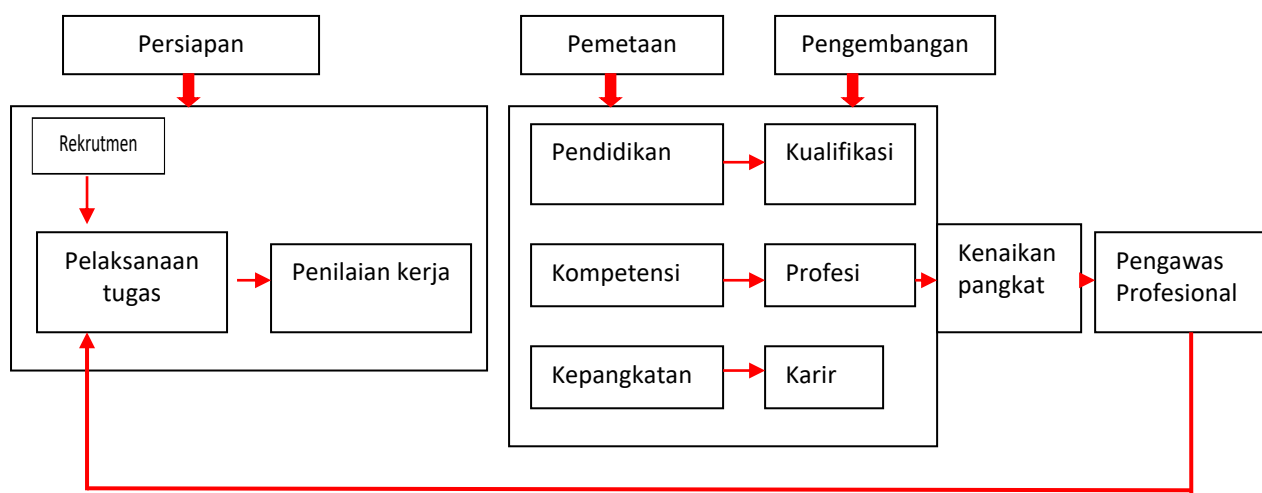 Persiapan
Pemetaan
Pengembangan
Rekrutmen
Pelaksanaan
tugas
Penilaian kerja
Pendidikan
Kualifikasi
Kompetensi
Profesi
Kepangkatan
Karir
Kenaikan
pangkat
Pengawas
Profesional